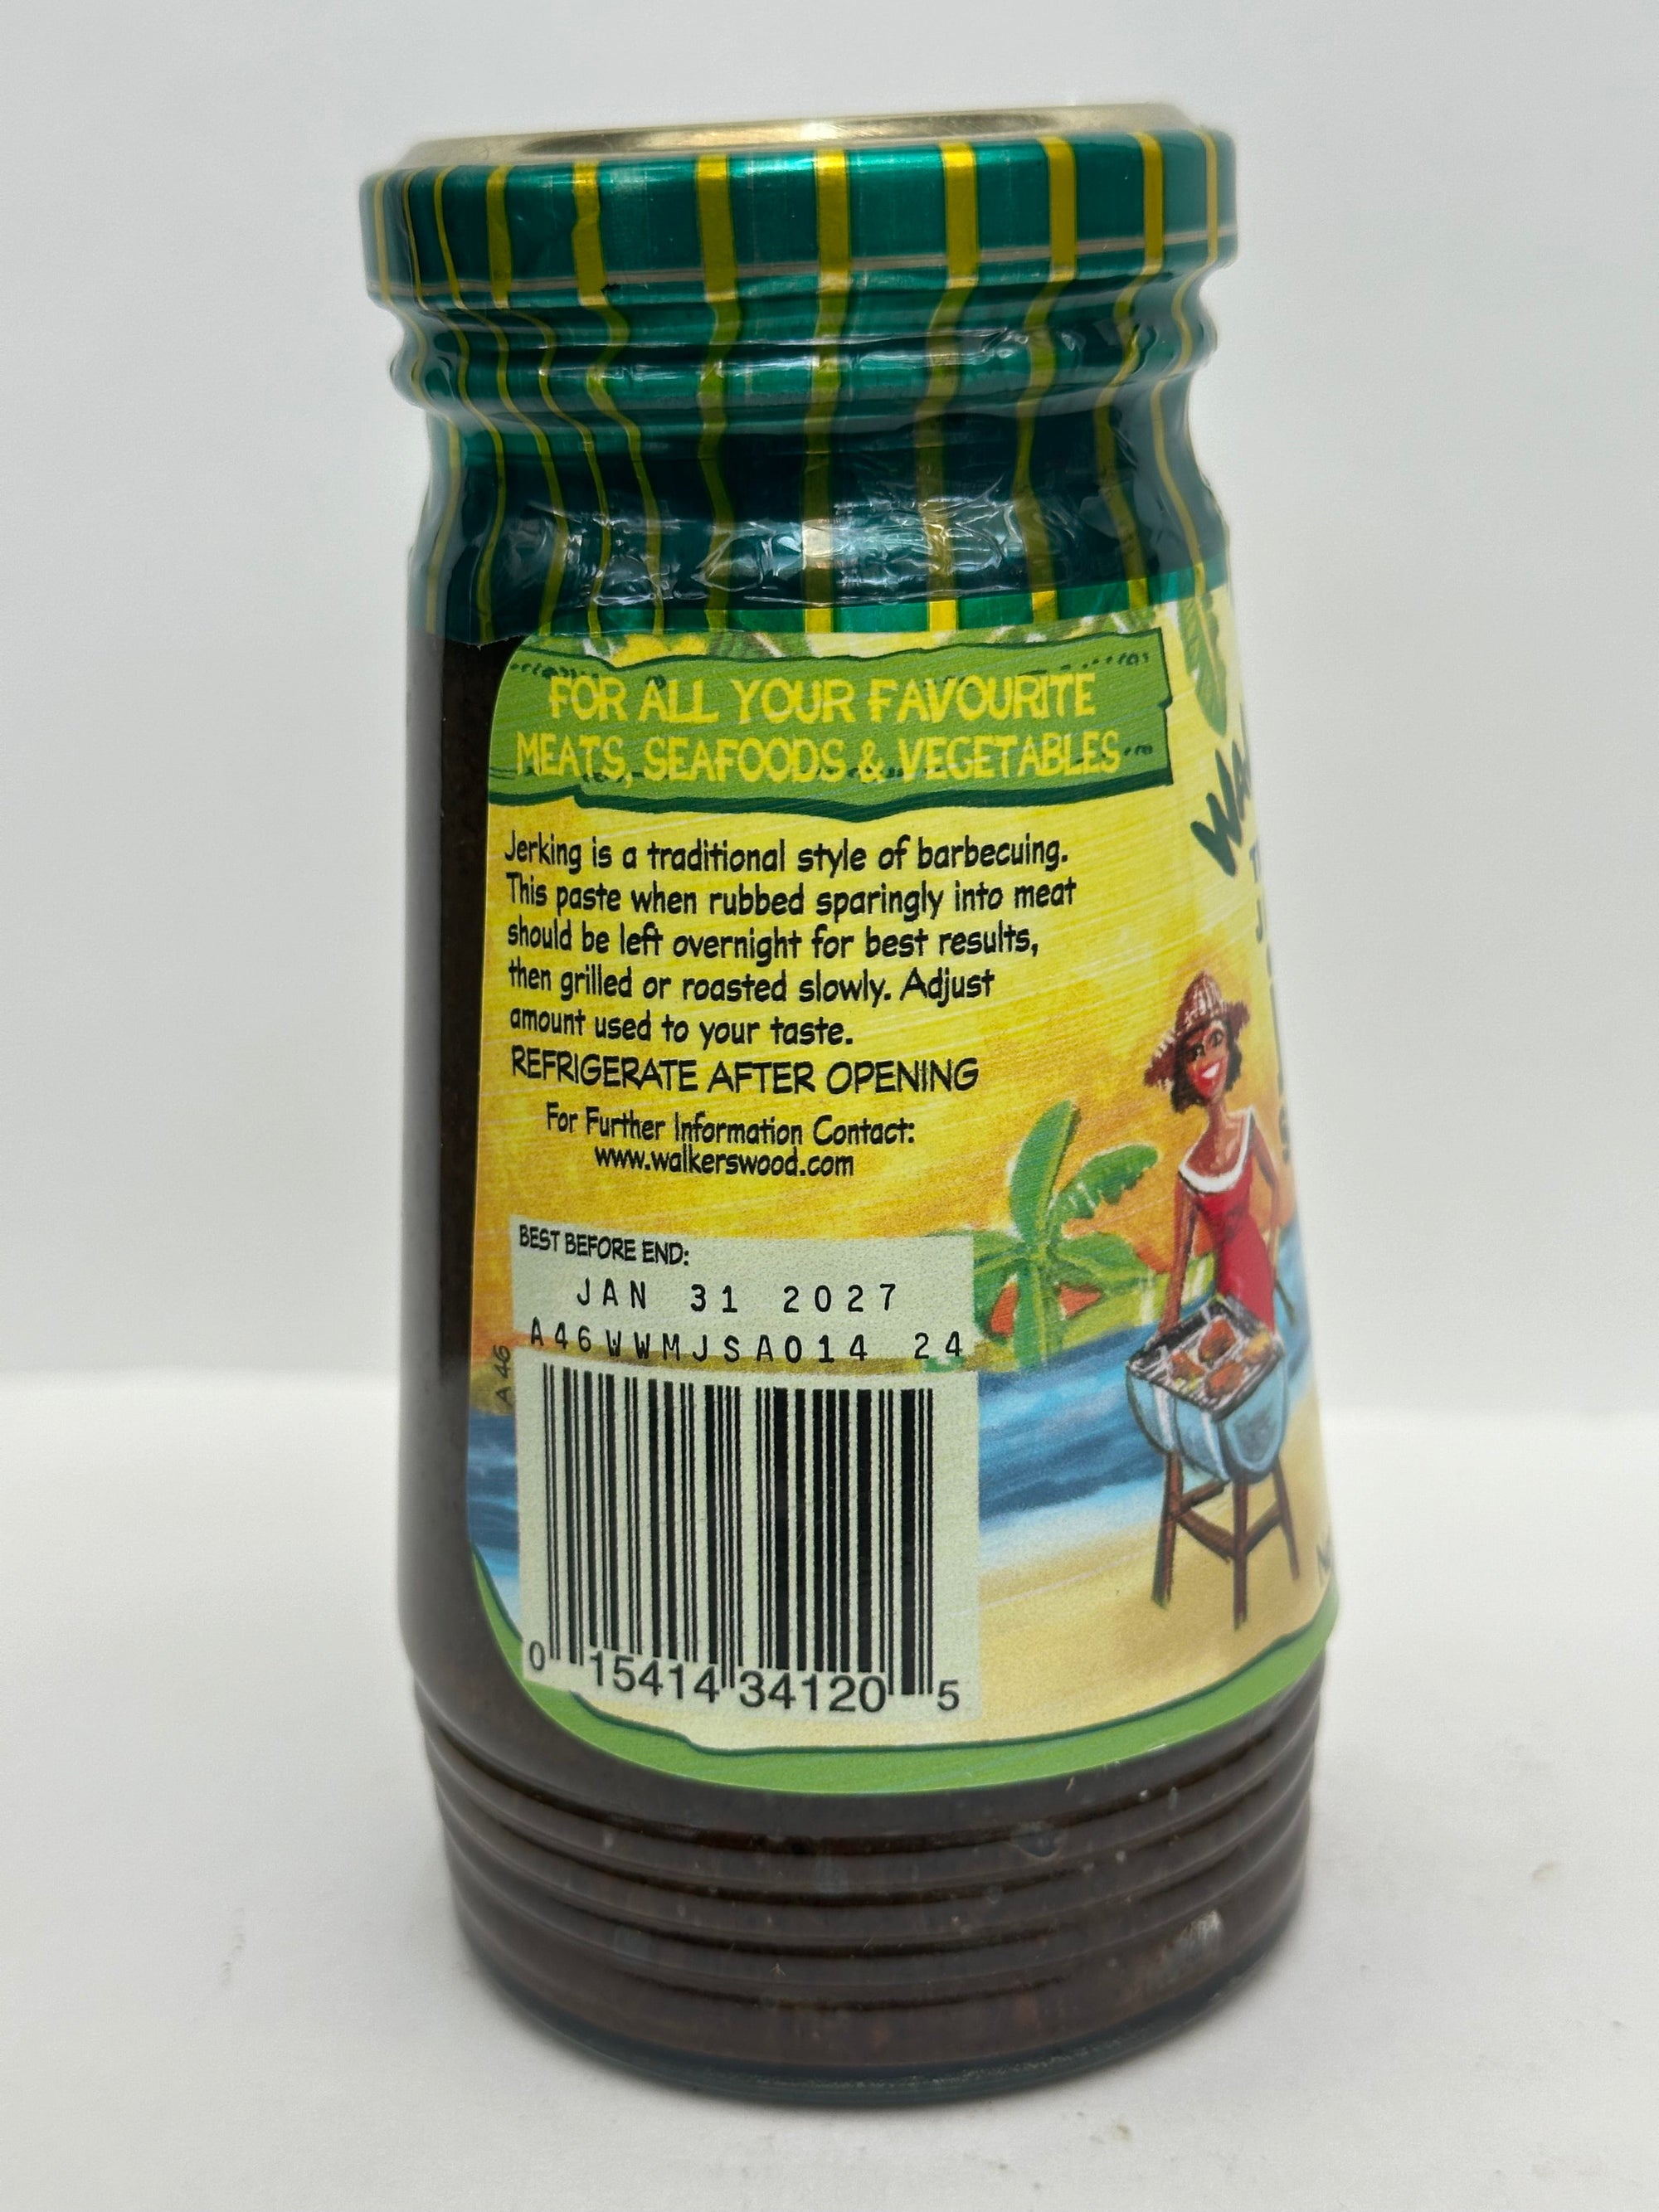 FOR ALL YOUR FAVOURITE
MEATS, SEAFOODS & VEGETABLES
Jerking is a traditional style of barbecuing.
This paste when rubbed sparingly into meat
should be left overnight for best results,
then grilled or roasted slowly. Adjust
amount used to your taste.
REFRIGERATE AFTER OPENING
For Further Information Contact:
www.walkerswood.com
BEST BEFORE END:
JAN 31 2027
A46WWMJSA014 24
A 46
0 15414 34120 5